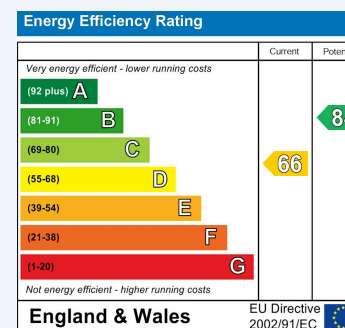 Energy Efficiency Rating
Current
Very energy efficient - lower running costs
(92 plus) A
(81-91) B
(69-80) C
66
(55-68) D
(39-54) E
(21-38) F
(1-20) G
Not energy efficient - higher running costs
England & Wales
EU Directive
2002/91/EC